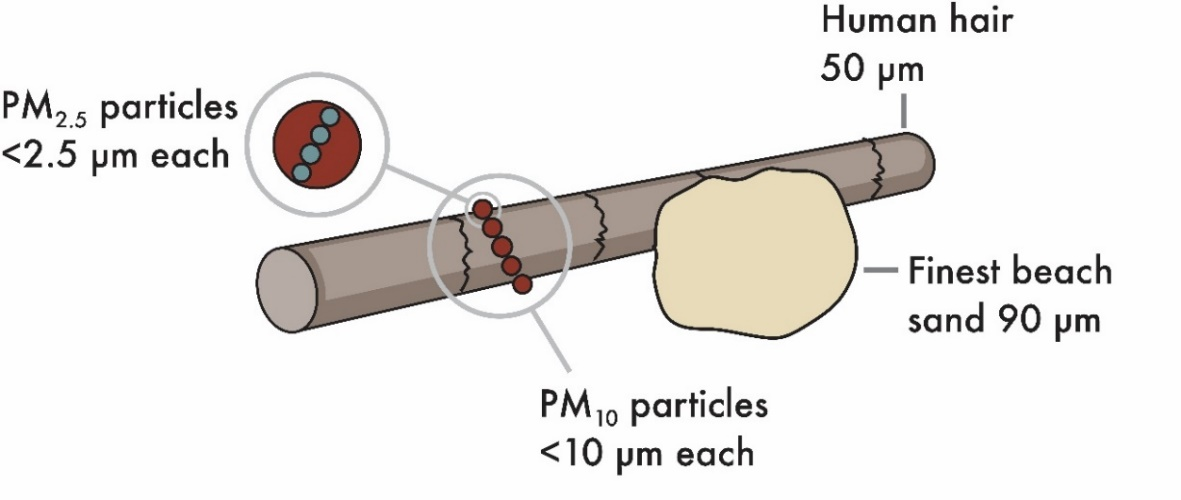 Human hair
50 µm
PM₂.₅ particles
<2.5 µm each
Finest beach
sand 90 µm
PM₁₀ particles
<10 µm each